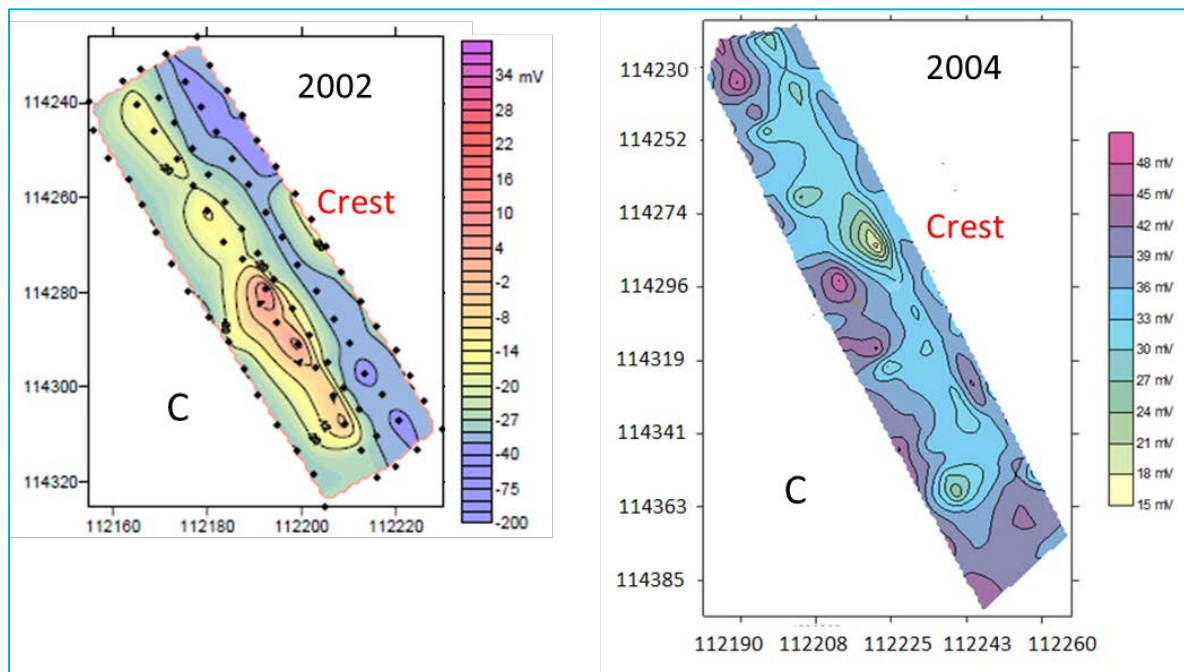 2002
Crest
C
114240
114260
114280
114300
114320
112160 112180 112200 112220
34 mV
28
22
16
10
4
-2
-8
-14
-20
-27
-40
-75
-200
2004
Crest
C
114230
114252
114274
114296
114319
114341
114363
114385
112190 112208 112225 112243 112260
48 mV
45 mV
42 mV
39 mV
36 mV
33 mV
30 mV
27 mV
24 mV
21 mV
18 mV
15 mV